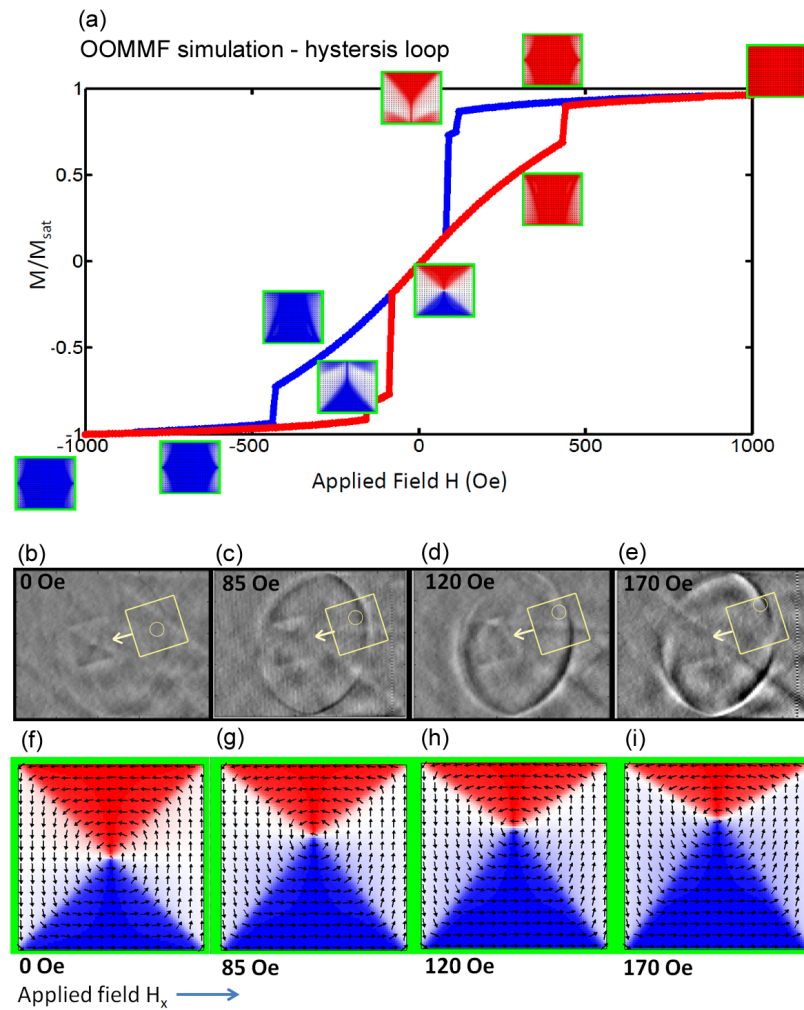 (a)
OOMMF simulation - hystersis loop
1
0.5
0
-0.5
-1
M/Msat
-1000 -500 0 500 1000
Applied Field H (Oe)
(b) (c) (d) (e)
0 Oe 85 Oe 120 Oe 170 Oe
(f) (g) (h) (i)
0 Oe 85 Oe 120 Oe 170 Oe
Applied field Hx